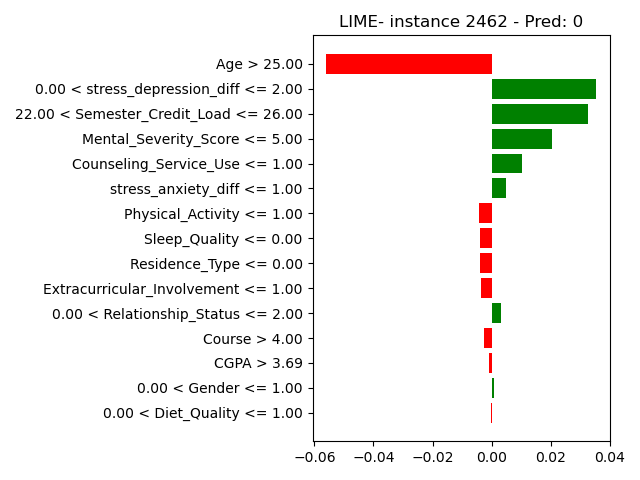 LIME- instance 2462 - Pred: 0
Age > 25.00
0.00 < stress_depression_diff <= 2.00
22.00 < Semester_Credit_Load <= 26.00
Mental_Severity_Score <= 5.00
Counseling_Service_Use <= 1.00
stress_anxiety_diff <= 1.00
Physical_Activity <= 1.00
Sleep_Quality <= 0.00
Residence_Type <= 0.00
Extracurricular_Involvement <= 1.00
0.00 < Relationship_Status <= 2.00
Course > 4.00
CGPA > 3.69
0.00 < Gender <= 1.00
0.00 < Diet_Quality <= 1.00
−0.06 −0.04 −0.02 0.00 0.02 0.04